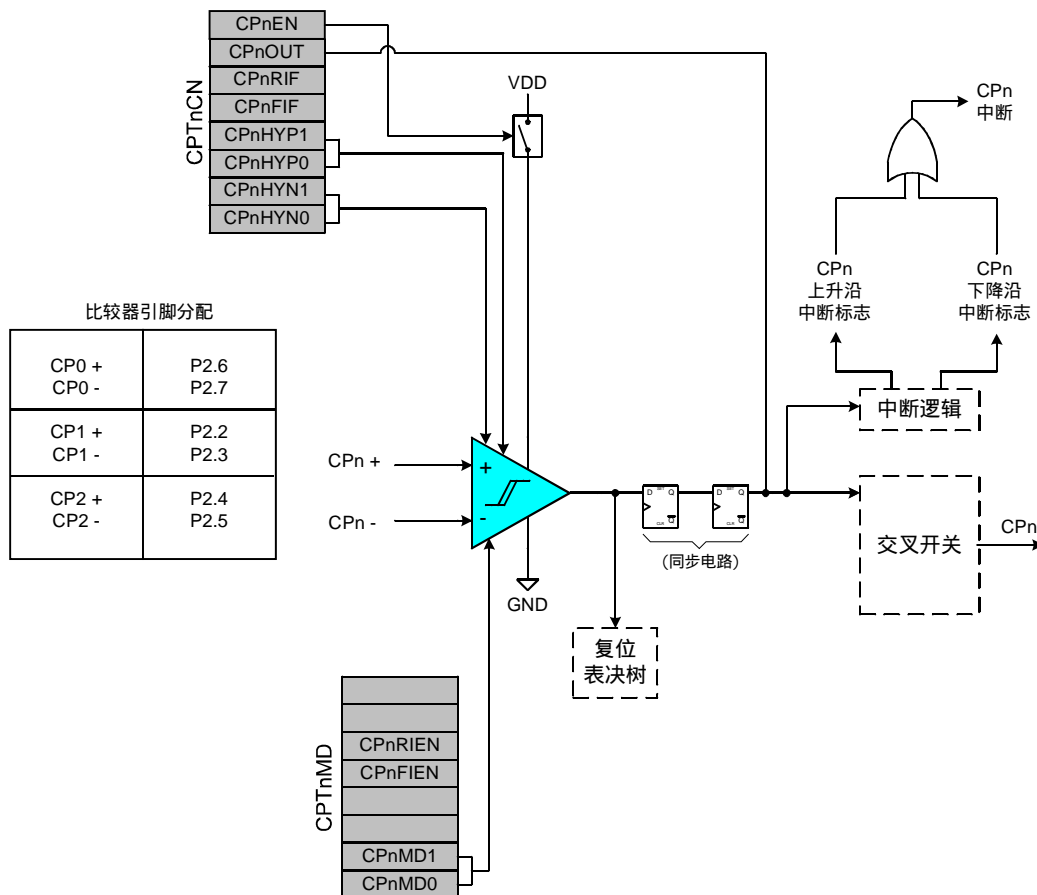 CPTnCN
CPnEN
CPnOUT
CPnRIF
CPnFIF
CPnHYP1
CPnHYP0
CPnHYN1
CPnHYN0
VDD
CPn
中断
CPn
上升沿
中断标志
CPn
下降沿
中断标志
中断逻辑
比较器引脚分配
CP0 + P2.6
CP0 - P2.7
CP1 + P2.2
CP1 - P2.3
CP2 + P2.4
CP2 - P2.5
CPn +
CPn -
+
-
GND
D SET Q
CLR Q
D SET Q
CLR Q
(同步电路)
交叉开关
CPn
复位
表决树
CPTnMD
CPnRIEN
CPnFIEN
CPnMD1
CPnMD0